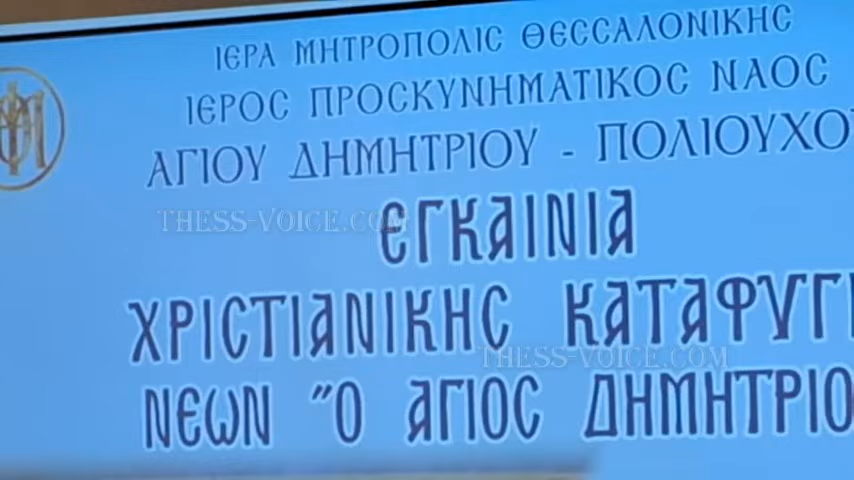 ΙΕΡΑ ΜΗΤΡΟΠΟΛΙΣ ΘΕΣΣΑΛΟΝΙΚΗΣ
ΙΕΡΟΣ ΠΡΟΣΚΥΝΗΜΑΤΙΚΟΣ ΝΑΟΣ
ΑΓΙΟΥ ΔΗΜΗΤΡΙΟΥ - ΠΟΛΙΟΥΧΟΥ
THESS-VOICE.COM
ΕΓΚΑΙΝΙΑ
ΧΡΙΣΤΙΑΝΙΚΗΣ ΚΑΤΑΦΥΓΙ
THESS-VOICE.COM
ΝΕΩΝ "Ο ΑΓΙΟΣ ΔΗΜΗΤΡΙΟ